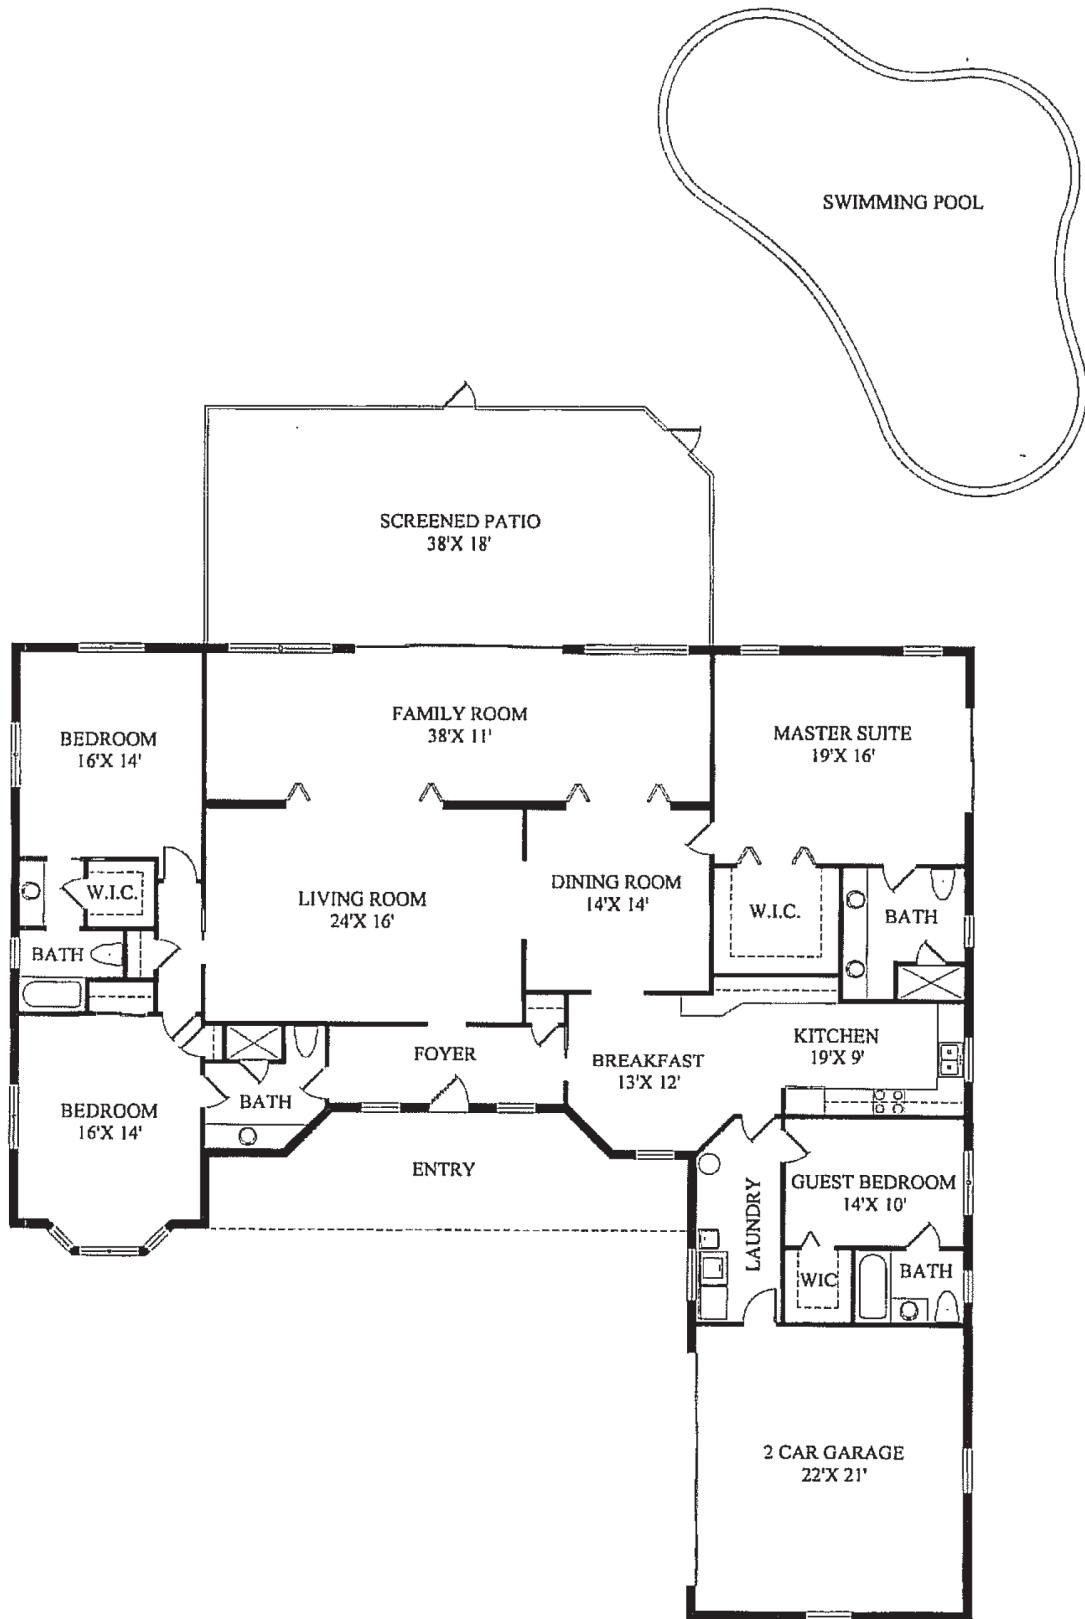 SWIMMING POOL
SCREENED PATIO
38'X 18'
FAMILY ROOM
38'X 11'
BEDROOM
16'X 14'
MASTER SUITE
19'X 16'
W.I.C.
LIVING ROOM
24'X 16'
DINING ROOM
14'X 14'
W.I.C.
BATH
BATH
FOYER
BREAKFAST
13'X 12'
KITCHEN
19'X 9'
BEDROOM
16'X 14'
BATH
ENTRY
LAUNDRY
GUEST BEDROOM
14'X 10'
WIC
BATH
2 CAR GARAGE
22'X 21'